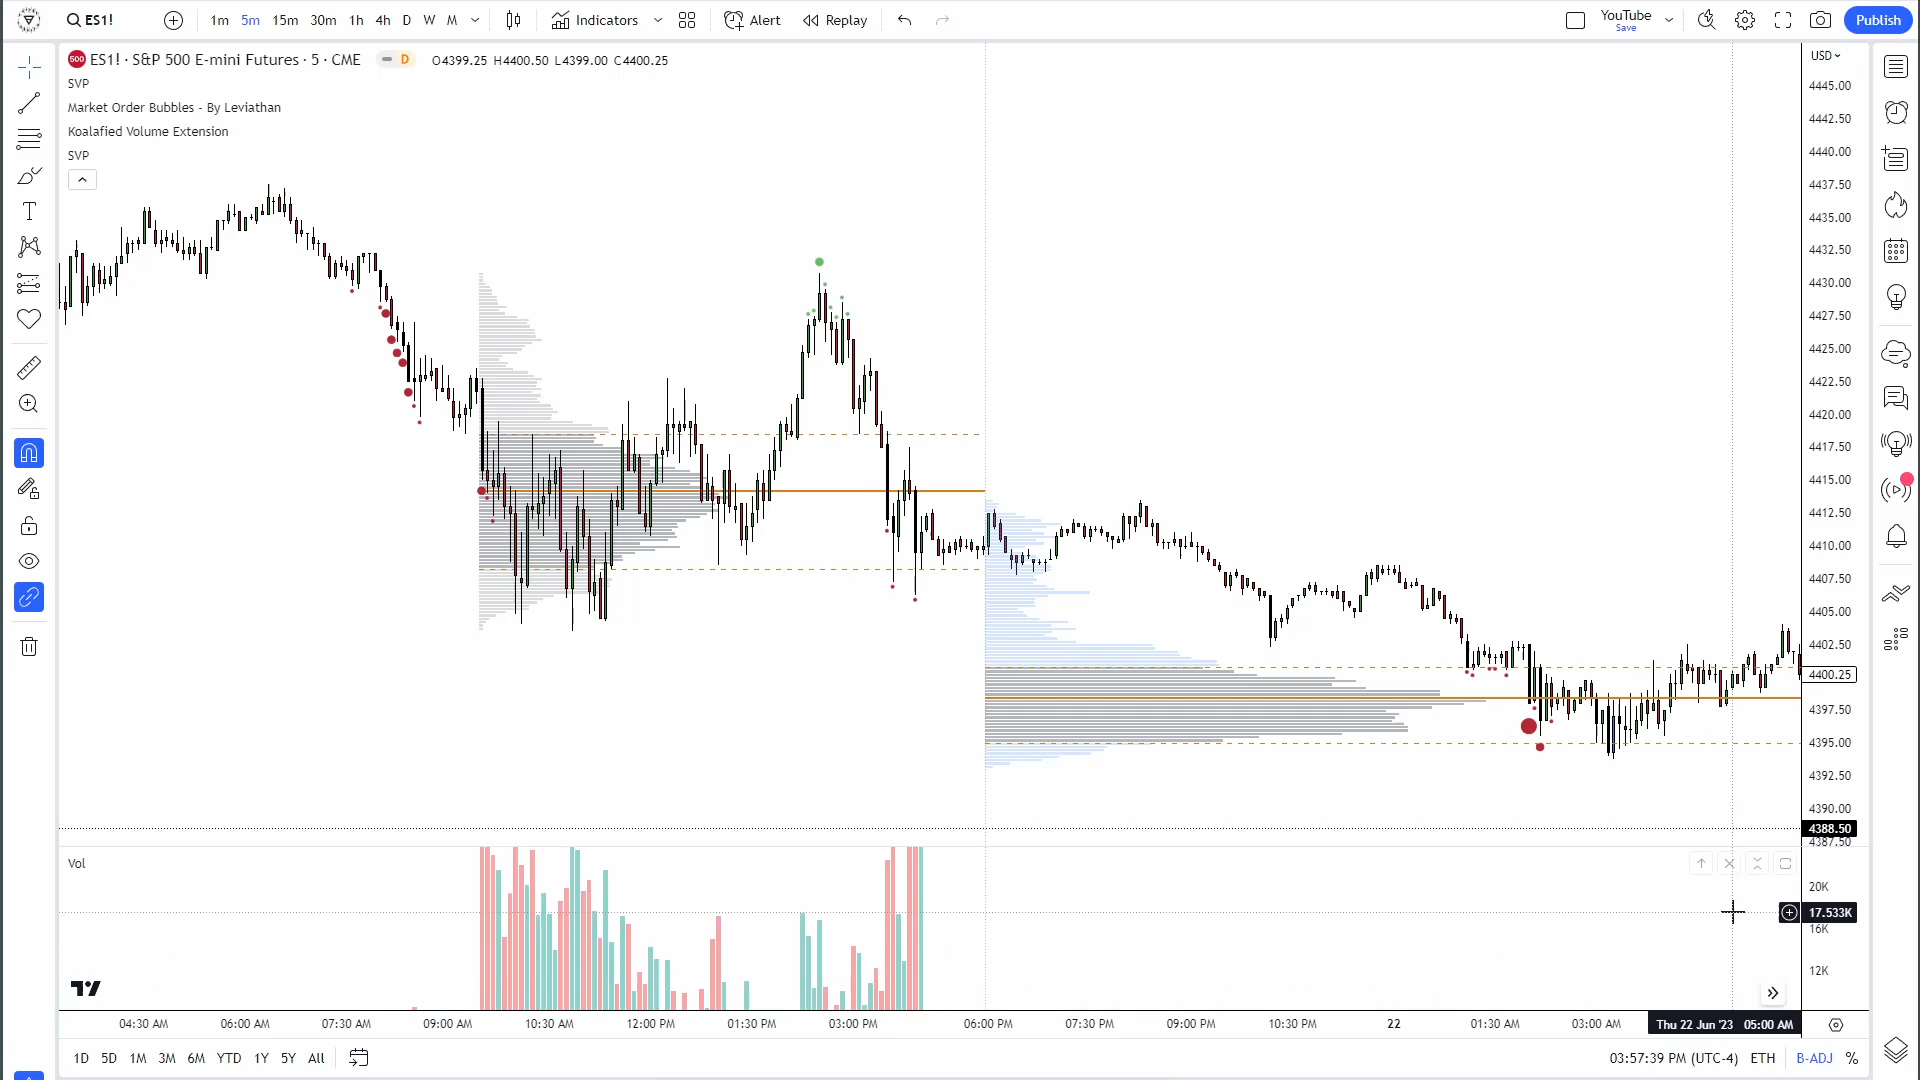 ES1! 1m 5m 15m 30m 1h 4h D W M Indicators Alert Replay YouTube Save Publish
500 ES1! · S&P 500 E-mini Futures · 5 · CME D O4399.25 H4400.50 L4399.00 C4400.25 USD
SVP
Market Order Bubbles - By Leviathan
Koalafied Volume Extension
SVP
4445.00
4442.50
4440.00
4437.50
4435.00
4432.50
4430.00
4427.50
4425.00
4422.50
4420.00
4417.50
4415.00
4412.50
4410.00
4407.50
4405.00
4402.50
4400.25
4397.50
4395.00
4392.50
4390.00
4388.50
4387.50
Vol
20K
17.533K
16K
12K
04:30 AM 06:00 AM 07:30 AM 09:00 AM 10:30 AM 12:00 PM 01:30 PM 03:00 PM 06:00 PM 07:30 PM 09:00 PM 10:30 PM 22 01:30 AM 03:00 AM Thu 22 Jun '23 05:00 AM
1D 5D 1M 3M 6M YTD 1Y 5Y All 03:57:39 PM (UTC-4) ETH B-ADJ %